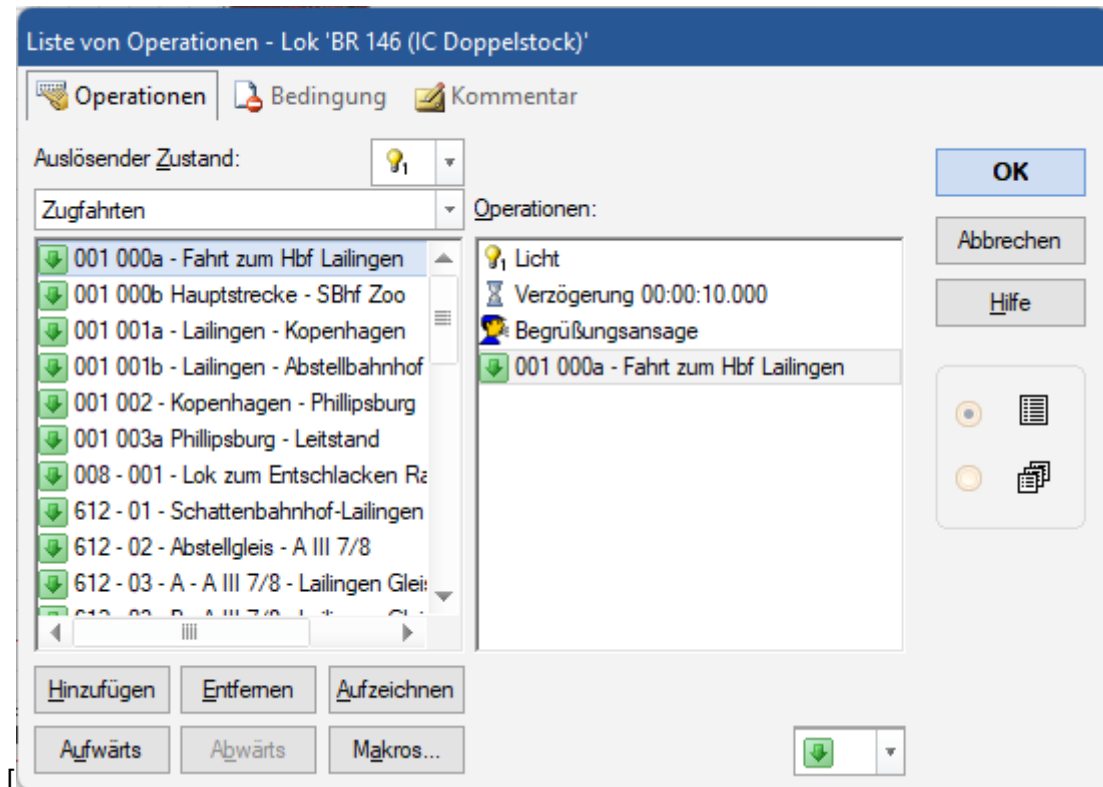 Liste von Operationen - Lok 'BR 146 (IC Doppelstock)'
Operationen
Bedingung
Kommentar
Auslösender Zustand:
1
Zugfahrten
001 000a - Fahrt zum Hbf Lailingen
001 000b Hauptstrecke - SBhf Zoo
001 001a - Lailingen - Kopenhagen
001 001b - Lailingen - Abstellbahnhof
001 002 - Kopenhagen - Phillipsburg
001 003a Phillipsburg - Leitstand
008 - 001 - Lok zum Entschlacken Ra
612 - 01 - Schattenbahnhof-Lailingen
612 - 02 - Abstellgleis - A III 7/8
612 - 03 - A - A III 7/8 - Lailingen Glei
Operationen:
1 Licht
Verzögerung 00:00:10.000
Begrüßungsansage
001 000a - Fahrt zum Hbf Lailingen
OK
Abbrechen
Hilfe
Hinzufügen
Entfernen
Aufzeichnen
Aufwärts
Abwärts
Makros...